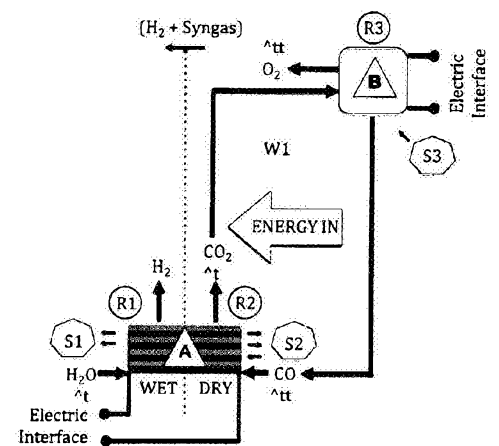 (H₂ + Syngas)
R3
^tt
O₂
B
Electric
Interface
W1
S3
ENERGY IN
CO₂
^t
H₂
R1
R2
S1
A
S2
H₂O
WET
DRY
CO
^t
^tt
Electric
Interface